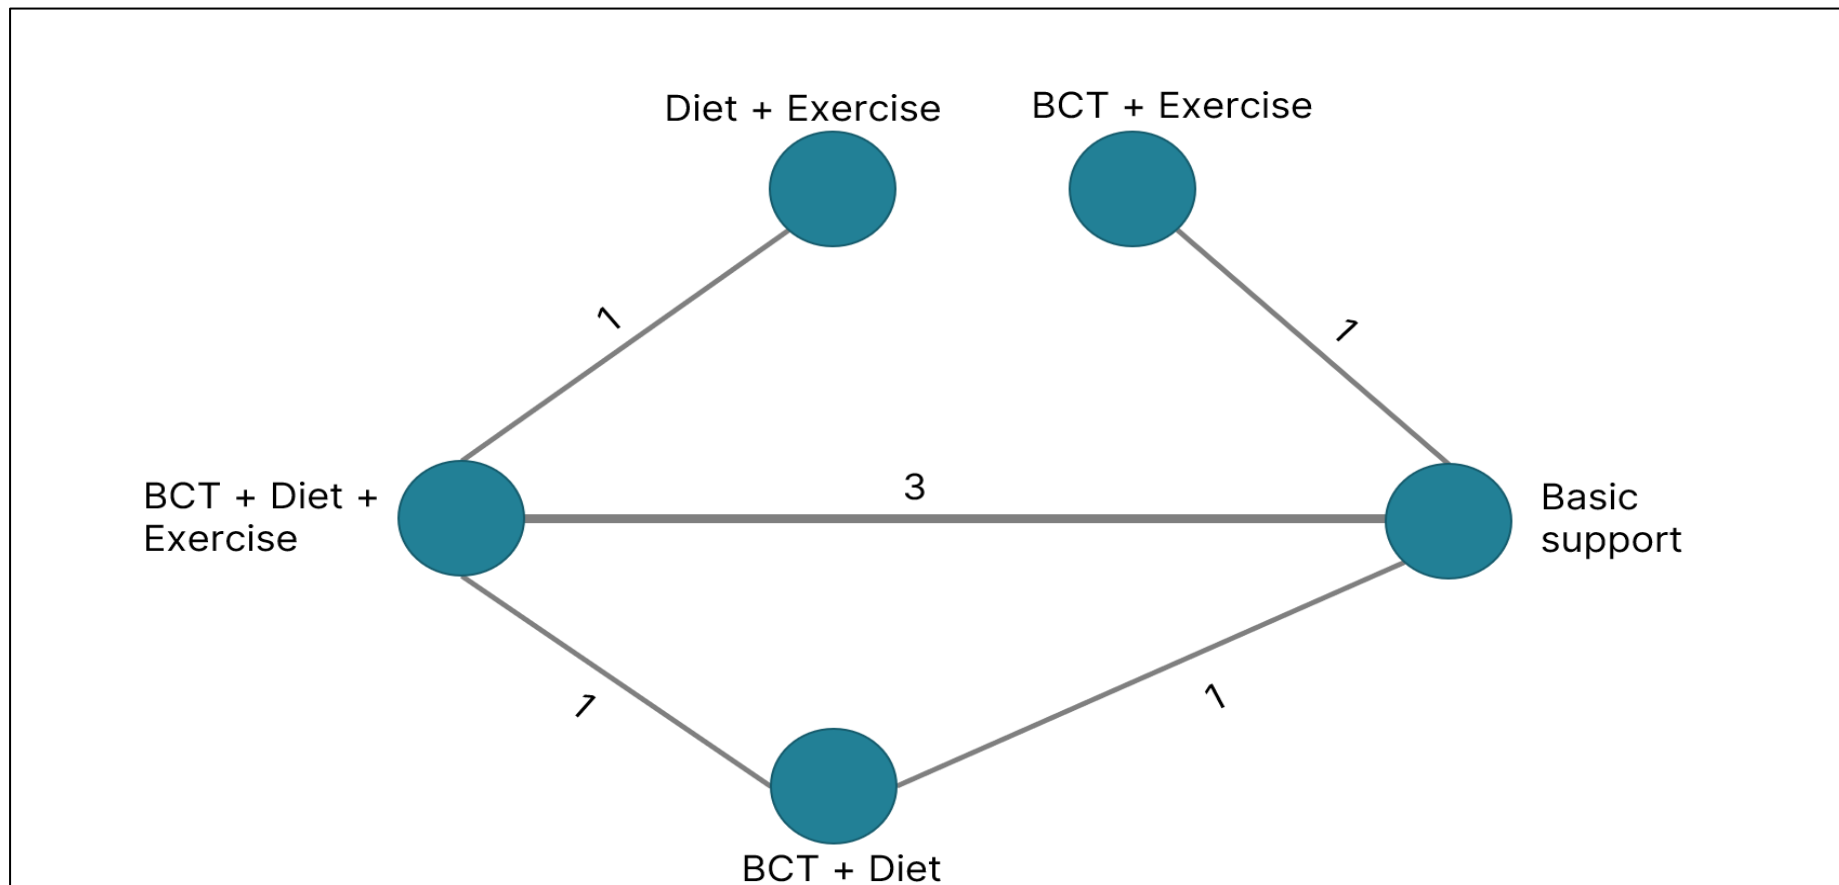 Diet + Exercise
BCT + Exercise
1
1
3
BCT + Diet +
Exercise
Basic
support
1
1
BCT + Diet